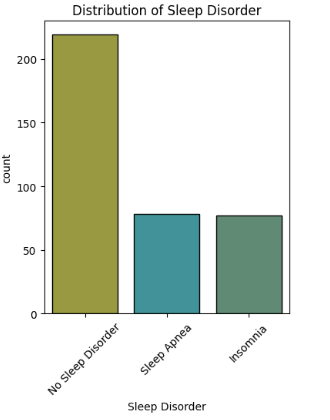 Distribution of Sleep Disorder
200
150
100
50
0
count
No Sleep Disorder
Sleep Apnea
Insomnia
Sleep Disorder